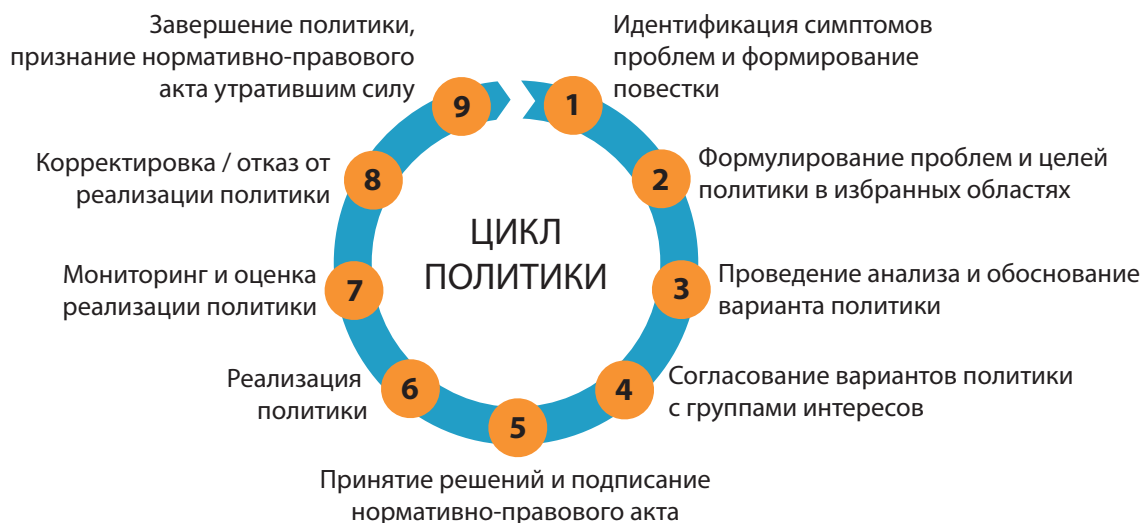 ЦИКЛ
ПОЛИТИКИ
1
Идентификация симптомов
проблем и формирование
повестки
2
Формулирование проблем и целей
политики в избранных областях
3
Проведение анализа и обоснование
варианта политики
4
Согласование вариантов политики
с группами интересов
5
Принятие решений и подписание
нормативно-правового акта
6
Реализация
политики
7
Мониторинг и оценка
реализации политики
8
Корректировка / отказ от
реализации политики
9
Завершение политики,
признание нормативно-правового
акта утратившим силу